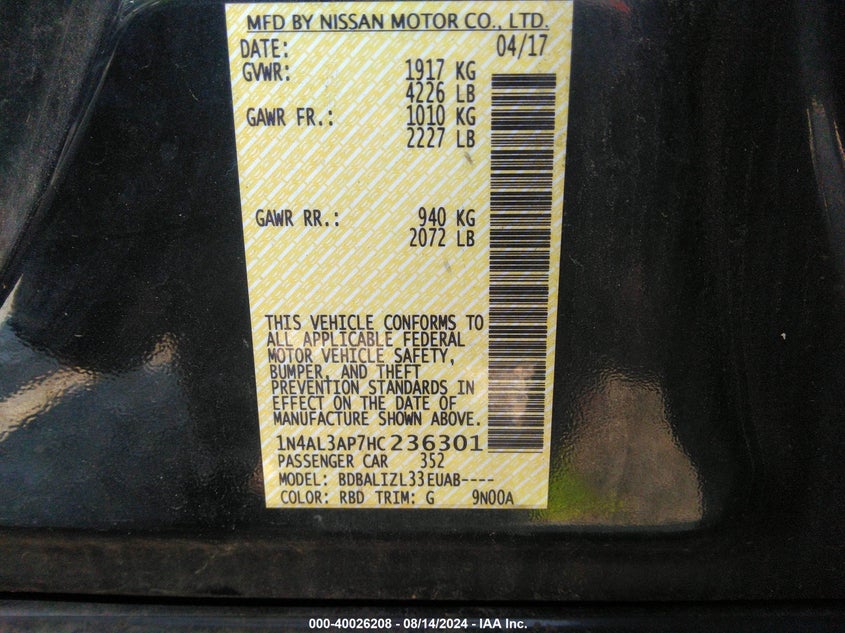 MFD BY NISSAN MOTOR CO., LTD.
DATE: 04/17
GVWR: 1917 KG
4226 LB
GAWR FR.: 1010 KG
2227 LB
GAWR RR.: 940 KG
2072 LB
THIS VEHICLE CONFORMS TO
ALL APPLICABLE FEDERAL
MOTOR VEHICLE SAFETY,
BUMPER, AND THEFT
PREVENTION STANDARDS IN
EFFECT ON THE DATE OF
MANUFACTURE SHOWN ABOVE.
1N4AL3AP7HC236301
PASSENGER CAR 352
MODEL: BDBALIZL33EUAB----
COLOR: RBD TRIM: G 9N00A
000-40026208 - 08/14/2024 - IAA Inc.